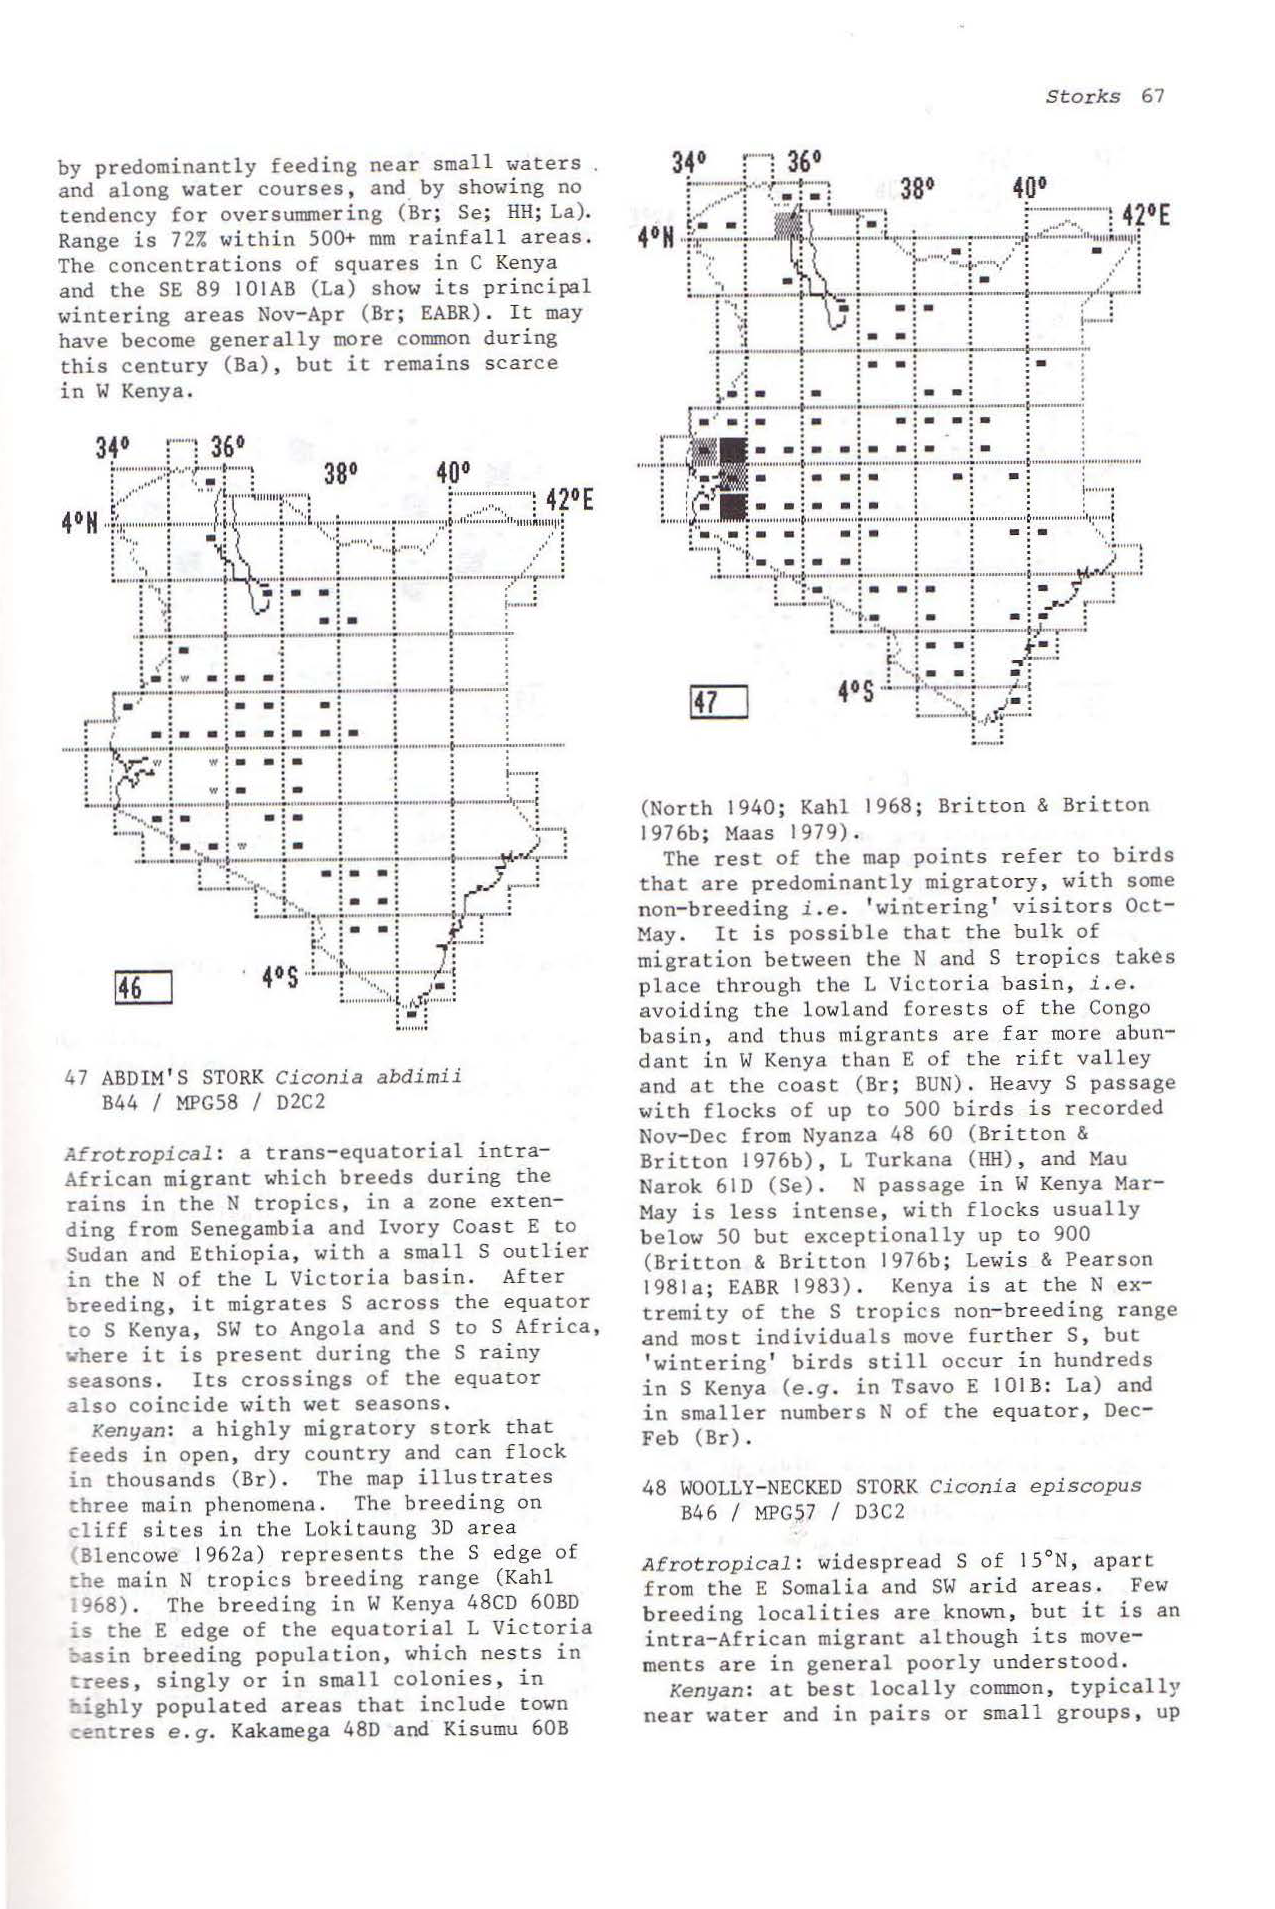 Storks 67
by predominantly feeding near small waters
and along water courses, and by showing no
tendency for oversummering (Br; Se; HH; La).
Range is 72% within 500+ mm rainfall areas.
The concentrations of squares in C Kenya
and the SE 89 101AB (La) show its principal
wintering areas Nov-Apr (Br; EABR). It may
have become generally more common during
this century (Ba), but it remains scarce
in W Kenya.
34° 36°
38° 40°
42°E
4°N
4°S
46
47 ABDIM'S STORK Ciconia abdimii
B44 / MPG58 / D2C2
Afrotropical: a trans-equatorial intra-
African migrant which breeds during the
rains in the N tropics, in a zone exten-
ding from Senegambia and Ivory Coast E to
Sudan and Ethiopia, with a small S outlier
in the N of the L Victoria basin. After
breeding, it migrates S across the equator
to S Kenya, SW to Angola and S to S Africa,
where it is present during the S rainy
seasons. Its crossings of the equator
also coincide with wet seasons.
Kenyan: a highly migratory stork that
feeds in open, dry country and can flock
in thousands (Br). The map illustrates
three main phenomena. The breeding on
cliff sites in the Lokitaung 3D area
(Blencowe 1962a) represents the S edge of
the main N tropics breeding range (Kahl
1968). The breeding in W Kenya 48CD 60BD
is the E edge of the equatorial L Victoria
basin breeding population, which nests in
trees, singly or in small colonies, in
highly populated areas that include town
centres e.g. Kakamega 48D and Kisumu 60B
34° 36°
38° 40°
42°E
4°N
4°S
47
(North 1940; Kahl 1968; Britton & Britton
1976b; Maas 1979).
The rest of the map points refer to birds
that are predominantly migratory, with some
non-breeding i.e. 'wintering' visitors Oct-
May. It is possible that the bulk of
migration between the N and S tropics takes
place through the L Victoria basin, i.e.
avoiding the lowland forests of the Congo
basin, and thus migrants are far more abun-
dant in W Kenya than E of the rift valley
and at the coast (Br; BUN). Heavy S passage
with flocks of up to 500 birds is recorded
Nov-Dec from Nyanza 48 60 (Britton &
Britton 1976b), L Turkana (HH), and Mau
Narok 61D (Se). N passage in W Kenya Mar-
May is less intense, with flocks usually
below 50 but exceptionally up to 900
(Britton & Britton 1976b; Lewis & Pearson
1981a; EABR 1983). Kenya is at the N ex-
tremity of the S tropics non-breeding range
and most individuals move further S, but
'wintering' birds still occur in hundreds
in S Kenya (e.g. in Tsavo E 101B: La) and
in smaller numbers N of the equator, Dec-
Feb (Br).
48 WOOLLY-NECKED STORK Ciconia episcopus
B46 / MPG57 / D3C2
Afrotropical: widespread S of 15°N, apart
from the E Somalia and SW arid areas. Few
breeding localities are known, but it is an
intra-African migrant although its move-
ments are in general poorly understood.
Kenyan: at best locally common, typically
near water and in pairs or small groups, up